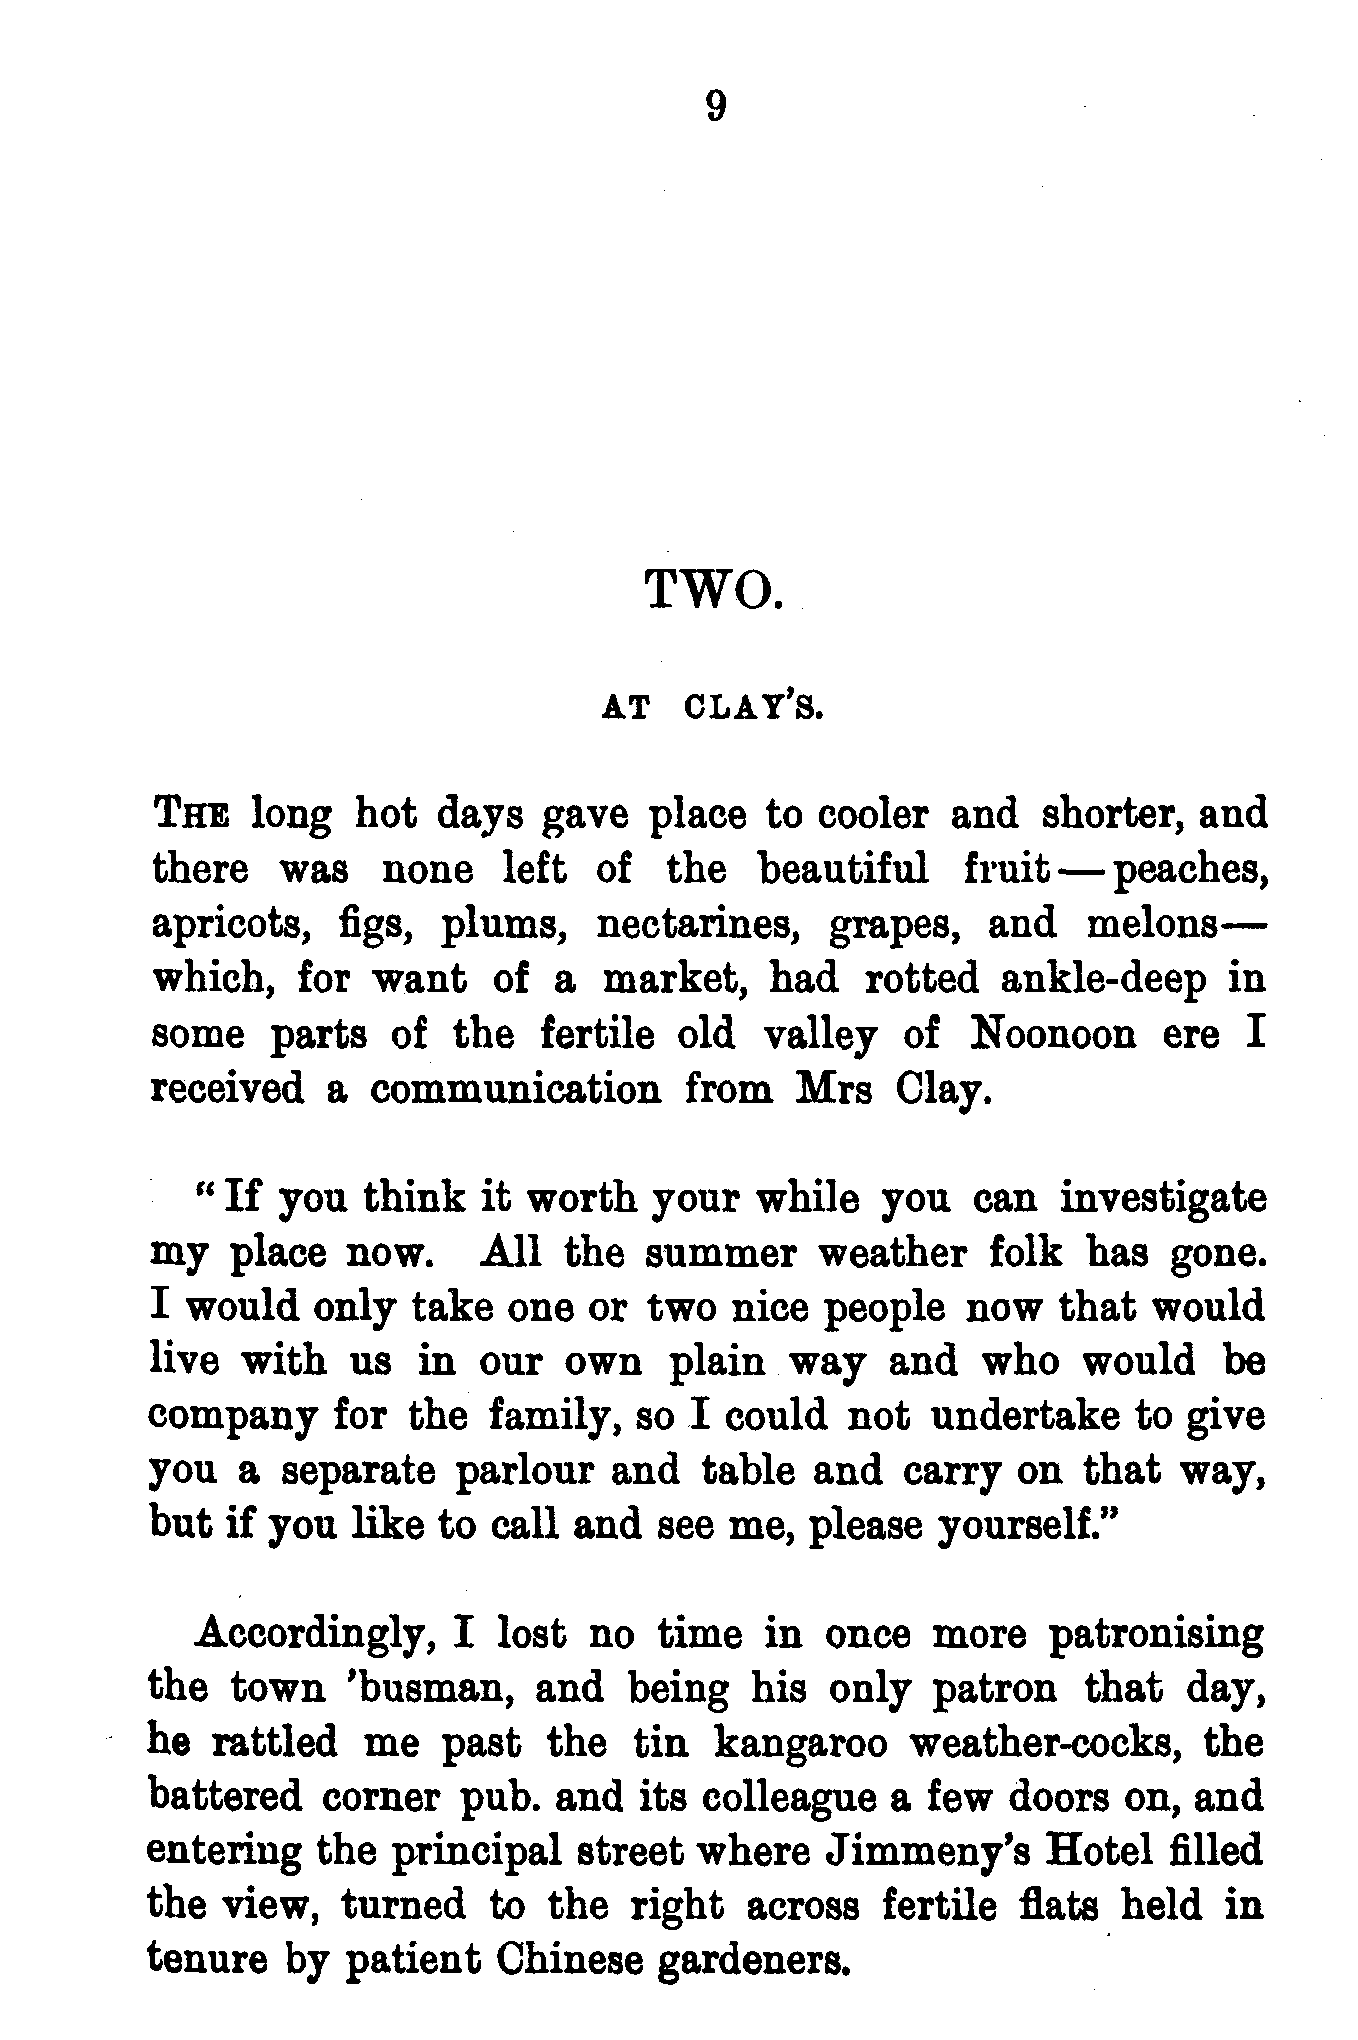 9
TWO.
AT CLAY'S.
THE long hot days gave place to cooler and shorter, and
there was none left of the beautiful fruit—peaches,
apricots, figs, plums, nectarines, grapes, and melons—
which, for want of a market, had rotted ankle-deep in
some parts of the fertile old valley of Noonoon ere I
received a communication from Mrs Clay.
"If you think it worth your while you can investigate
my place now. All the summer weather folk has gone.
I would only take one or two nice people now that would
live with us in our own plain way and who would be
company for the family, so I could not undertake to give
you a separate parlour and table and carry on that way,
but if you like to call and see me, please yourself."
Accordingly, I lost no time in once more patronising
the town 'busman, and being his only patron that day,
he rattled me past the tin kangaroo weather-cocks, the
battered corner pub. and its colleague a few doors on, and
entering the principal street where Jimmeny's Hotel filled
the view, turned to the right across fertile flats held in
tenure by patient Chinese gardeners.